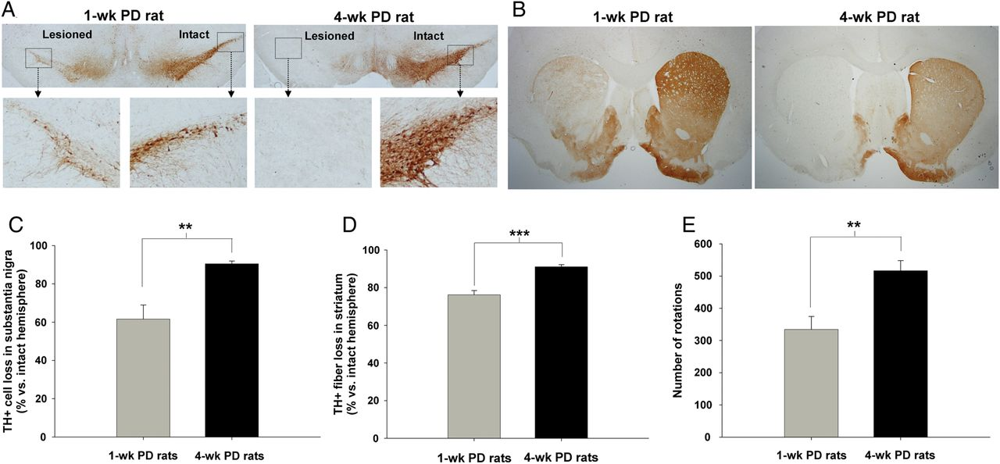 A
1-wk PD rat
4-wk PD rat
Lesioned
Intact
Lesioned
Intact
B
1-wk PD rat
4-wk PD rat
C
**
TH+ cell loss in substantia nigra
(% vs. intact hemisphere)
100
80
60
40
20
0
1-wk PD rats
4-wk PD rats
D
***
TH+ fiber loss in striatum
(% vs. intact hemisphere)
100
80
60
40
20
0
1-wk PD rats
4-wk PD rats
E
**
Number of rotations
600
500
400
300
200
100
0
1-wk PD rats
4-wk PD rats